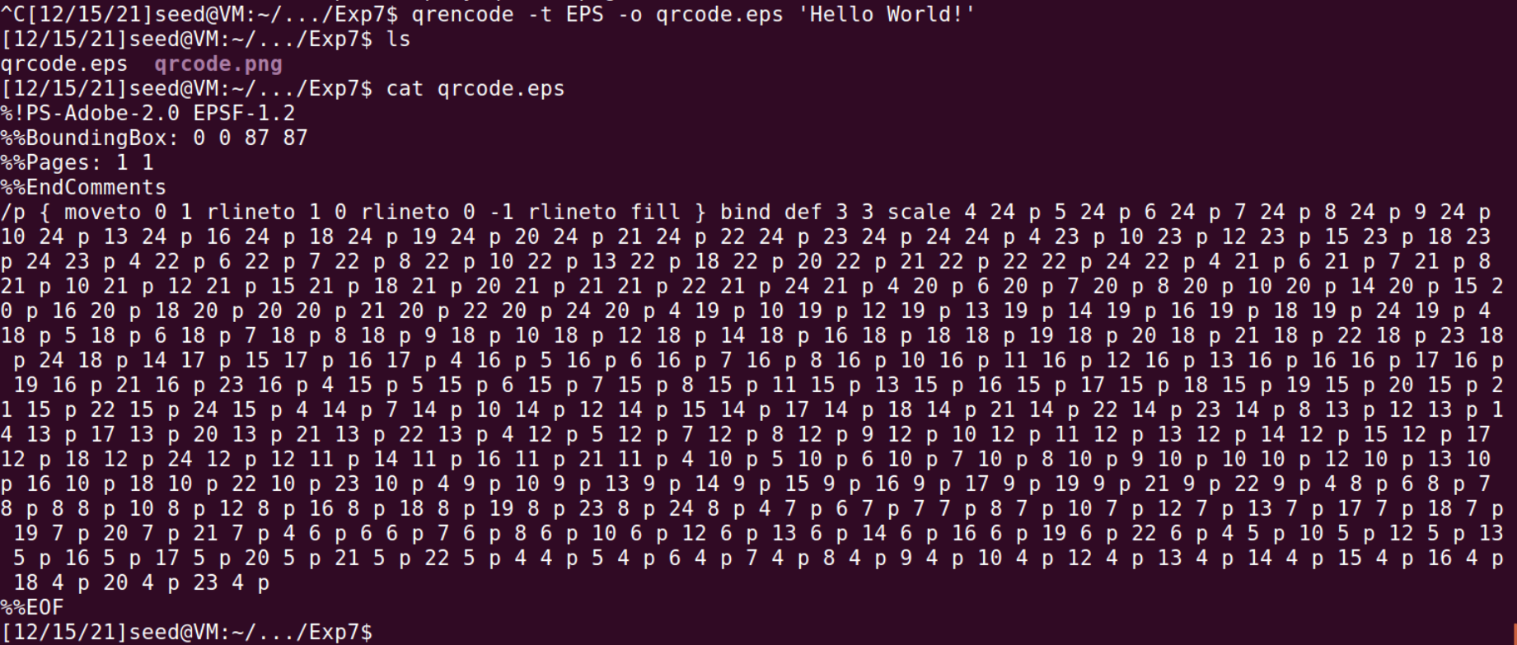 ^C[12/15/21]seed@VM:~/.../Exp7$ qrencode -t EPS -o qrcode.eps 'Hello World!'
[12/15/21]seed@VM:~/.../Exp7$ ls
qrcode.eps  qrcode.png
[12/15/21]seed@VM:~/.../Exp7$ cat qrcode.eps
%!PS-Adobe-2.0 EPSF-1.2
%%BoundingBox: 0 0 87 87
%%Pages: 1 1
%%EndComments
/p { moveto 0 1 rlineto 1 0 rlineto 0 -1 rlineto fill } bind def 3 3 scale 4 24 p 5 24 p 6 24 p 7 24 p 8 24 p 9 24 p
10 24 p 13 24 p 16 24 p 18 24 p 19 24 p 20 24 p 21 24 p 22 24 p 23 24 p 24 24 p 4 23 p 10 23 p 12 23 p 15 23 p 18 23
p 24 23 p 4 22 p 6 22 p 7 22 p 8 22 p 10 22 p 13 22 p 18 22 p 20 22 p 21 22 p 22 22 p 24 22 p 4 21 p 6 21 p 7 21 p 8
21 p 10 21 p 12 21 p 15 21 p 18 21 p 20 21 p 21 21 p 22 21 p 24 21 p 4 20 p 6 20 p 7 20 p 8 20 p 10 20 p 14 20 p 15 2
0 p 16 20 p 18 20 p 20 20 p 21 20 p 22 20 p 24 20 p 4 19 p 10 19 p 12 19 p 13 19 p 14 19 p 16 19 p 18 19 p 24 19 p 4
18 p 5 18 p 6 18 p 7 18 p 8 18 p 9 18 p 10 18 p 12 18 p 14 18 p 16 18 p 18 18 p 19 18 p 20 18 p 21 18 p 22 18 p 23 18
 p 24 18 p 14 17 p 15 17 p 16 17 p 4 16 p 5 16 p 6 16 p 7 16 p 8 16 p 10 16 p 11 16 p 12 16 p 13 16 p 16 16 p 17 16 p
 19 16 p 21 16 p 23 16 p 4 15 p 5 15 p 6 15 p 7 15 p 8 15 p 11 15 p 13 15 p 16 15 p 17 15 p 18 15 p 19 15 p 20 15 p 2
1 15 p 22 15 p 24 15 p 4 14 p 7 14 p 10 14 p 12 14 p 15 14 p 17 14 p 18 14 p 21 14 p 22 14 p 23 14 p 8 13 p 12 13 p 1
4 13 p 17 13 p 20 13 p 21 13 p 22 13 p 4 12 p 5 12 p 7 12 p 8 12 p 9 12 p 10 12 p 11 12 p 13 12 p 14 12 p 15 12 p 17
12 p 18 12 p 24 12 p 12 11 p 14 11 p 16 11 p 21 11 p 4 10 p 5 10 p 6 10 p 7 10 p 8 10 p 9 10 p 10 10 p 12 10 p 13 10
p 16 10 p 18 10 p 22 10 p 23 10 p 4 9 p 10 9 p 13 9 p 14 9 p 15 9 p 16 9 p 17 9 p 19 9 p 21 9 p 22 9 p 4 8 p 6 8 p 7
8 p 8 8 p 10 8 p 12 8 p 16 8 p 18 8 p 19 8 p 23 8 p 24 8 p 4 7 p 6 7 p 7 7 p 8 7 p 10 7 p 12 7 p 13 7 p 17 7 p 18 7 p
 19 7 p 20 7 p 21 7 p 4 6 p 6 6 p 7 6 p 8 6 p 10 6 p 12 6 p 13 6 p 14 6 p 16 6 p 19 6 p 22 6 p 4 5 p 10 5 p 12 5 p 13
 5 p 16 5 p 17 5 p 20 5 p 21 5 p 22 5 p 4 4 p 5 4 p 6 4 p 7 4 p 8 4 p 9 4 p 10 4 p 12 4 p 13 4 p 14 4 p 15 4 p 16 4 p
 18 4 p 20 4 p 23 4 p
%%EOF
[12/15/21]seed@VM:~/.../Exp7$